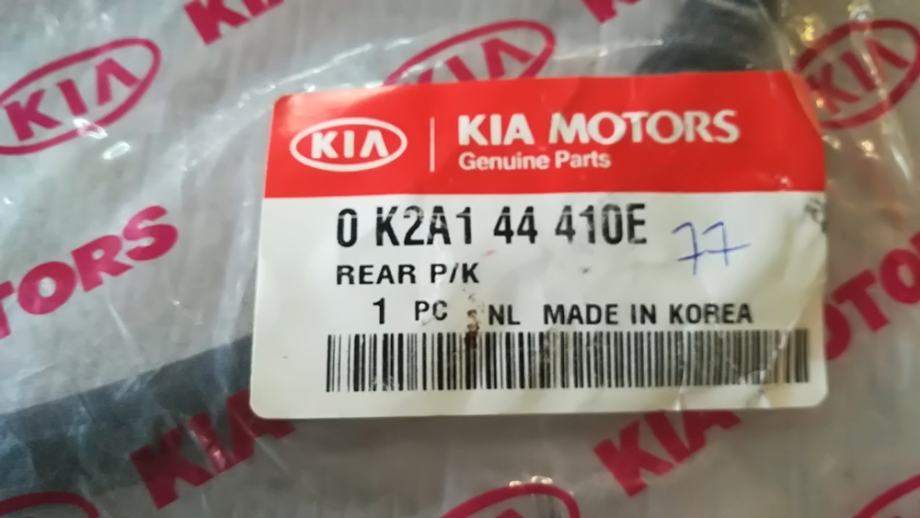 KIA
KIA
KIA
KIA
KIA MOTORS
Genuine Parts
0 K2A1 44 410E
77
REAR P/K
1 PC NL MADE IN KOREA
TORS
OTO
KIA
KIA